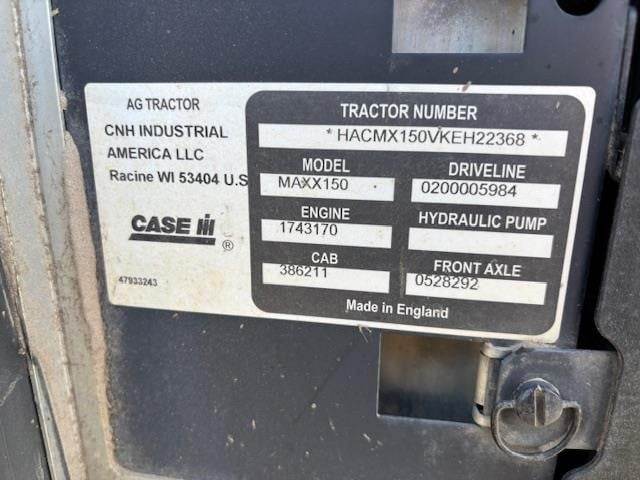 AG TRACTOR
CNH INDUSTRIAL
AMERICA LLC
Racine WI 53404 U.S
CASE IH ®
47933243
TRACTOR NUMBER
* HACMX150VKEH22368 *
MODEL
MAXX150
DRIVELINE
0200005984
ENGINE
1743170
HYDRAULIC PUMP
CAB
386211
FRONT AXLE
0528292
Made in England